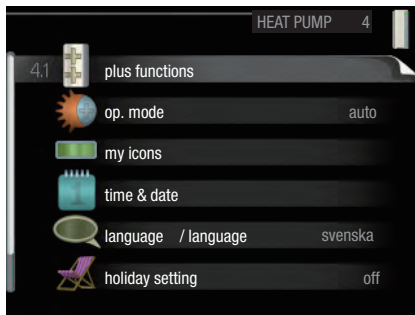 HEAT PUMP 4
4.1 plus functions
op. mode auto
my icons
time & date
language / language svenska
holiday setting off